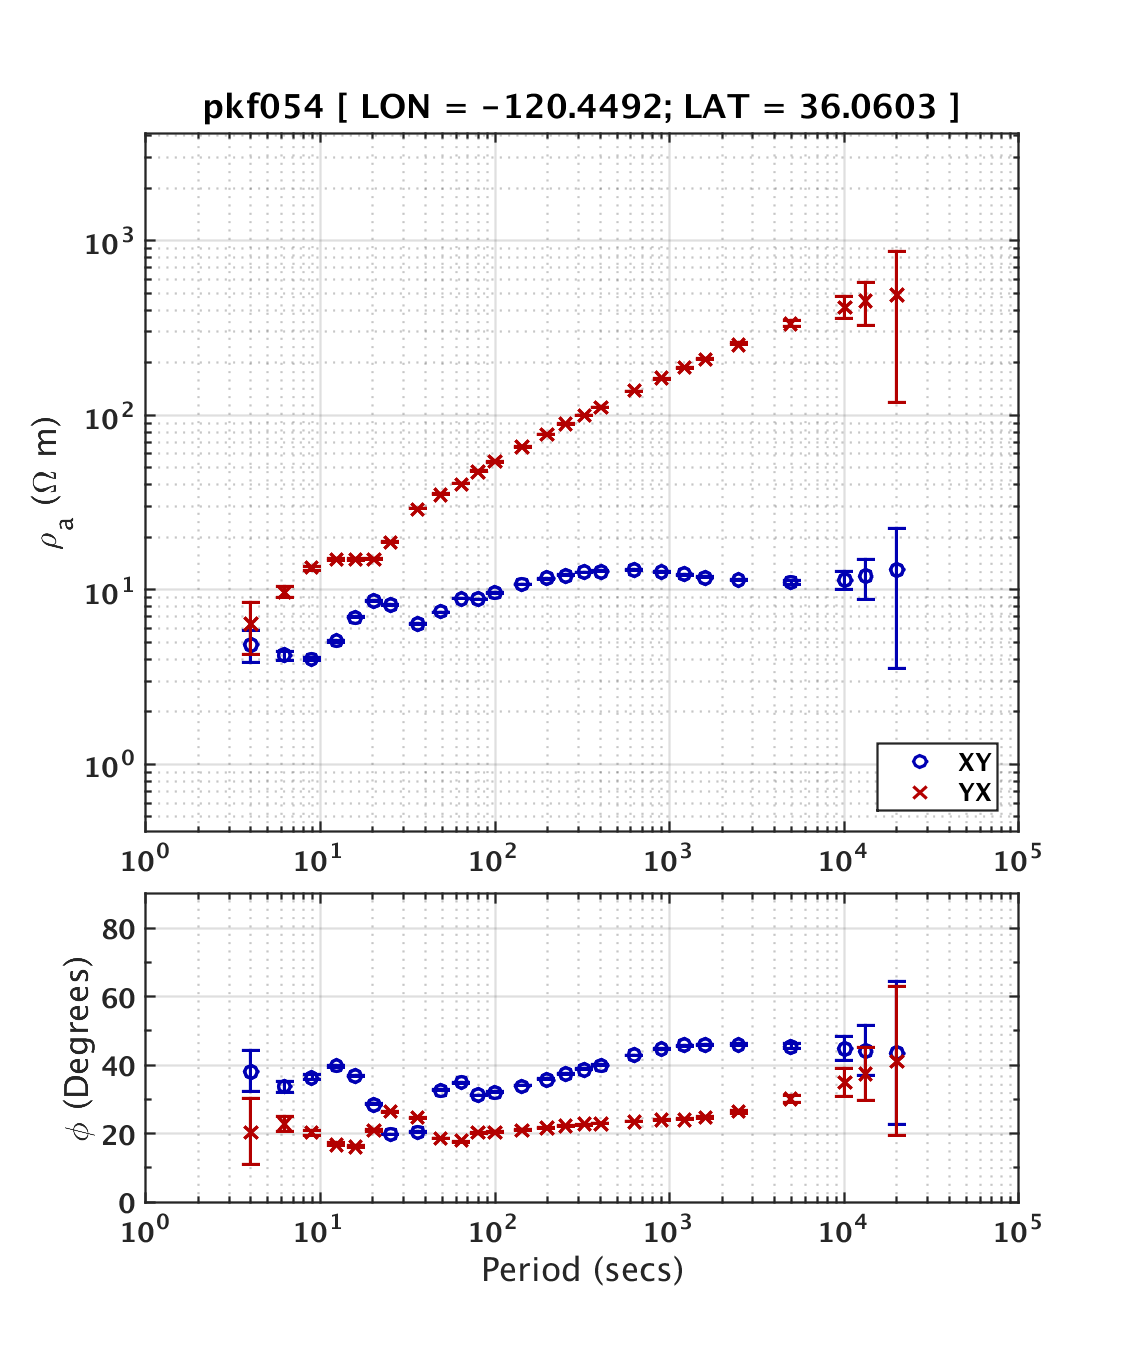 pkf054 [ LON = -120.4492; LAT = 36.0603 ]
10³
10²
10¹
10⁰
ρₐ (Ω m)
XY
YX
10⁰ 10¹ 10² 10³ 10⁴ 10⁵
80
60
40
20
0
ϕ (Degrees)
10⁰ 10¹ 10² 10³ 10⁴ 10⁵
Period (secs)